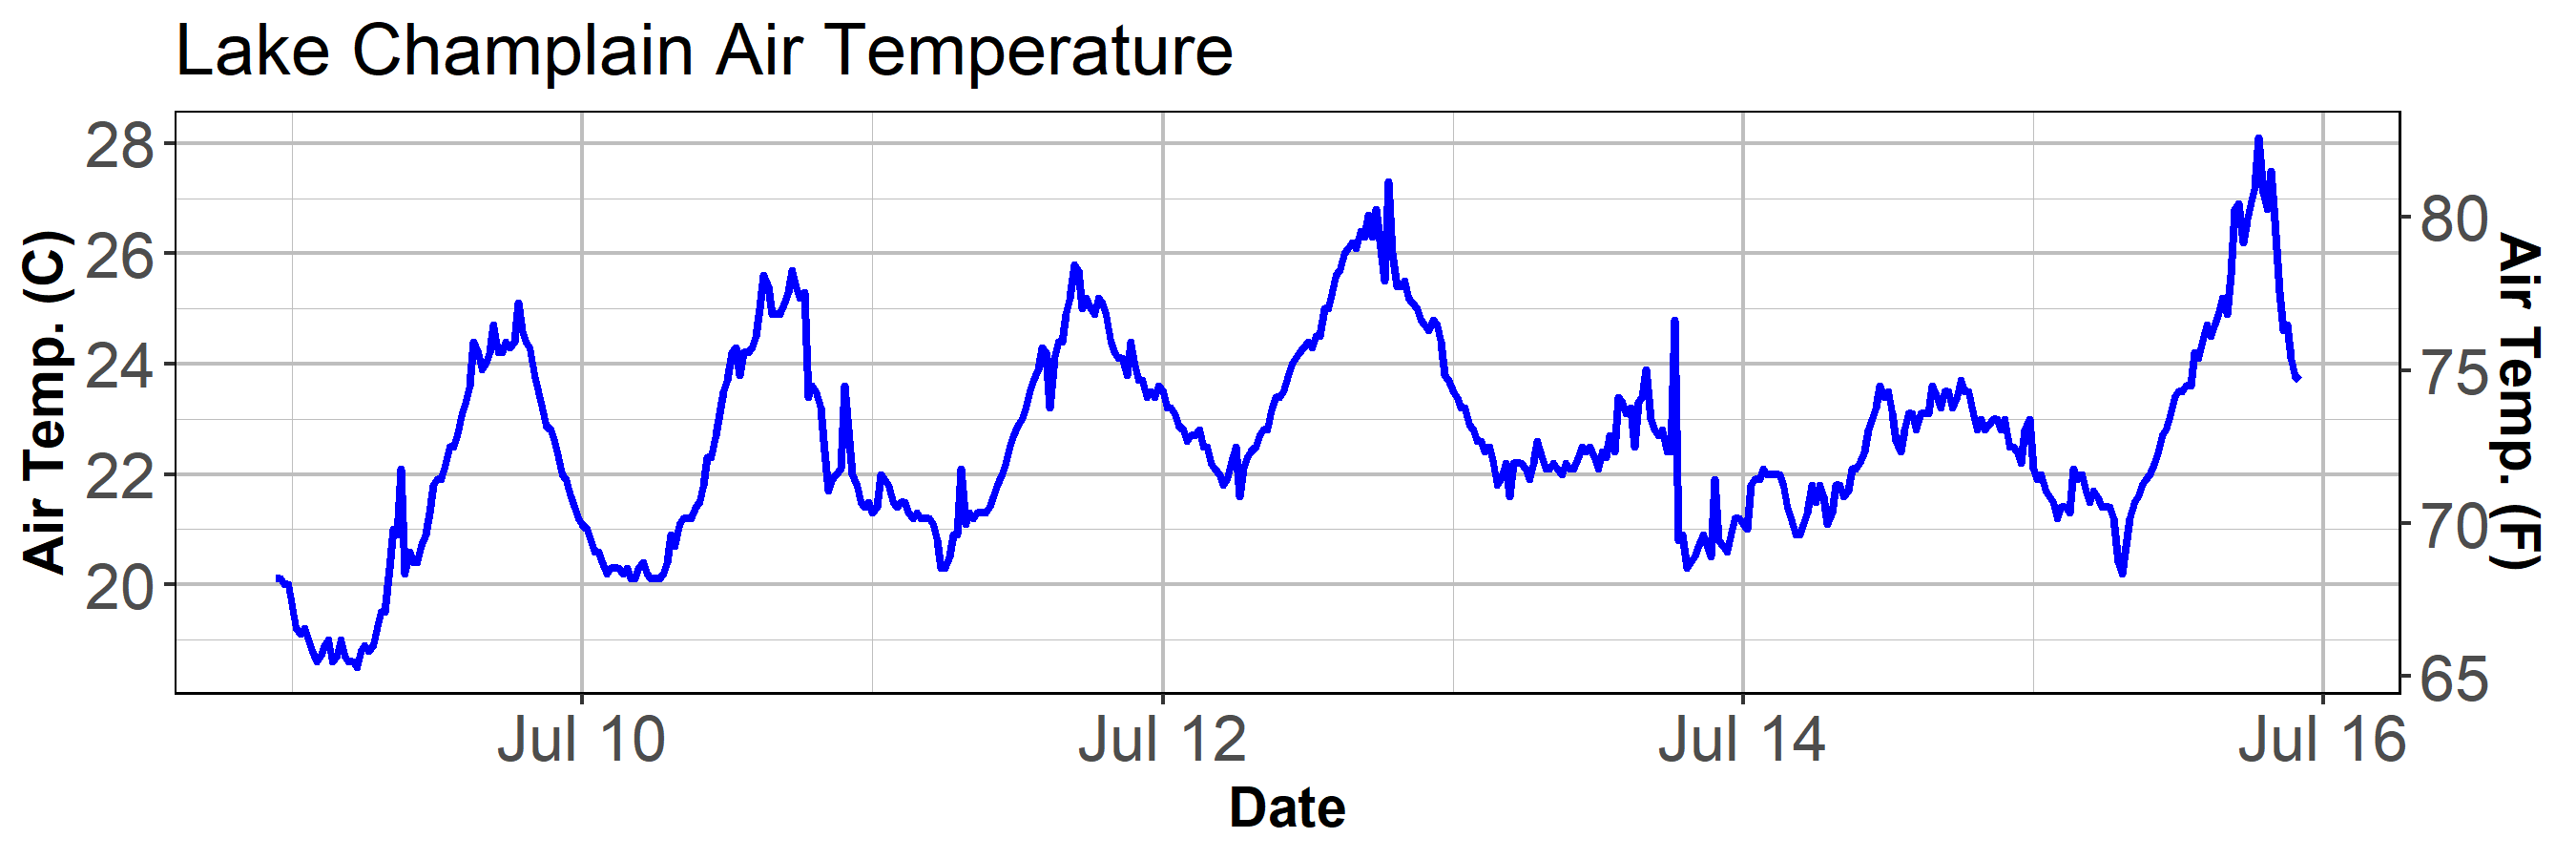 Lake Champlain Air Temperature
Air Temp. (C)
28
26
24
22
20
Air Temp. (F)
80
75
70
65
Jul 10
Jul 12
Jul 14
Jul 16
Date